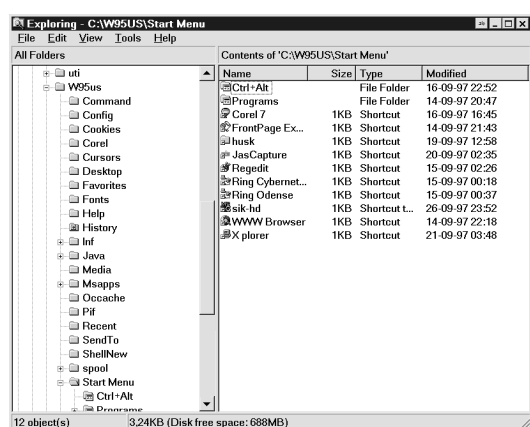 Exploring - C:\W95US\Start Menu
File Edit View Tools Help
All Folders
Contents of 'C:\W95US\Start Menu'
uti
W95us
Command
Config
Cookies
Corel
Cursors
Desktop
Favorites
Fonts
Help
History
Inf
Java
Media
Msapps
Occache
Pif
Recent
SendTo
ShellNew
spool
Start Menu
Ctrl+Alt
Programs
Name Size Type Modified
Ctrl+Alt File Folder 16-09-97 22:52
Programs File Folder 14-09-97 20:47
Corel 7 1KB Shortcut 16-09-97 16:45
FrontPage Ex... 1KB Shortcut 14-09-97 21:43
husk 1KB Shortcut 19-09-97 12:58
JasCapture 1KB Shortcut 20-09-97 02:35
Regedit 1KB Shortcut 15-09-97 02:26
Ring Cybernet... 1KB Shortcut 15-09-97 00:18
Ring Odense 1KB Shortcut 15-09-97 00:37
sik-hd 1KB Shortcut t... 26-09-97 23:52
WWW Browser 1KB Shortcut 14-09-97 22:18
X plorer 1KB Shortcut 21-09-97 03:48
12 object(s) 3,24KB (Disk free space: 688MB)